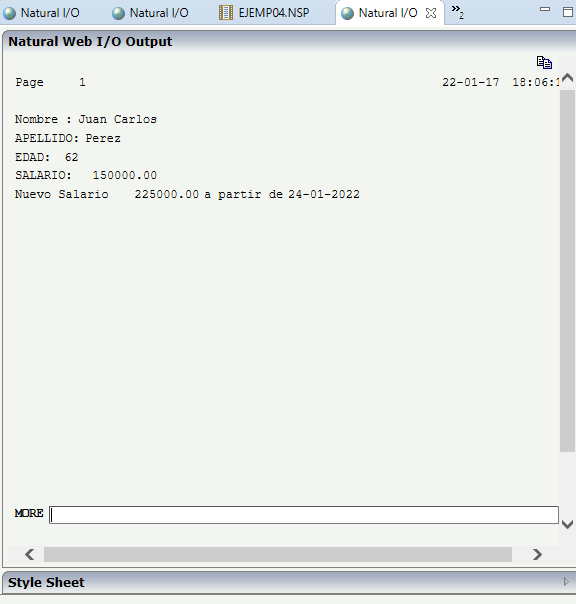 Natural I/O Natural I/O EJEMP04.NSP Natural I/O »2
Natural Web I/O Output
Page 1 22-01-17 18:06:1
Nombre : Juan Carlos
APELLIDO: Perez
EDAD: 62
SALARIO: 150000.00
Nuevo Salario 225000.00 a partir de 24-01-2022
MORE
Style Sheet